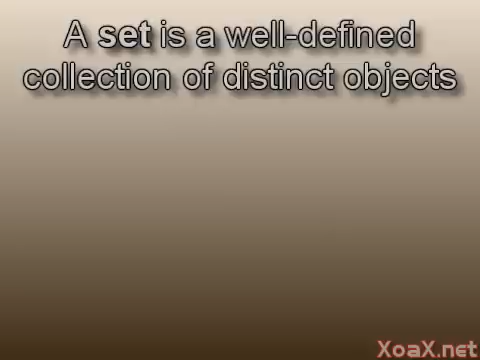 A set is a well-defined
collection of distinct objects
XoaX.net